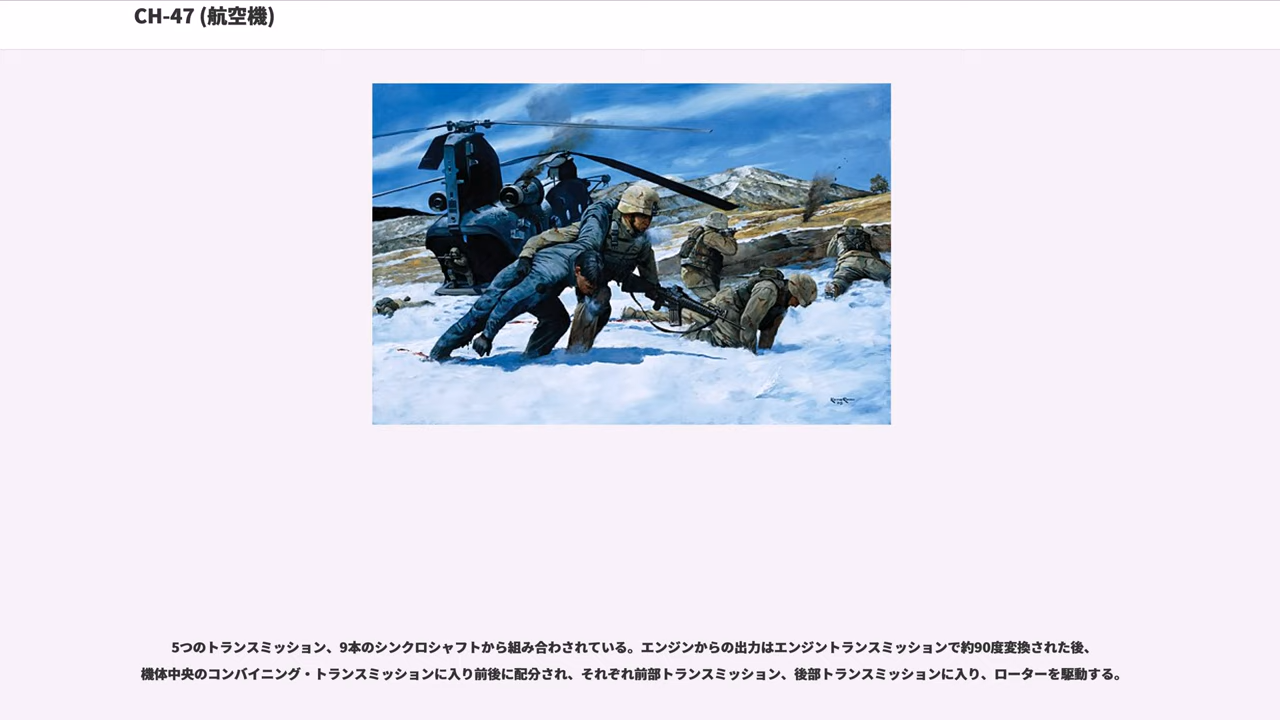 CH-47 (航空機)
5つのトランスミッション、9本のシンクロシャフトから組み合わされている。エンジンからの出力はエンジントランスミッションで約90度変換された後、
機体中央のコンバイニング・トランスミッションに入り前後に配分され、それぞれ前部トランスミッション、後部トランスミッションに入り、ローターを駆動する。